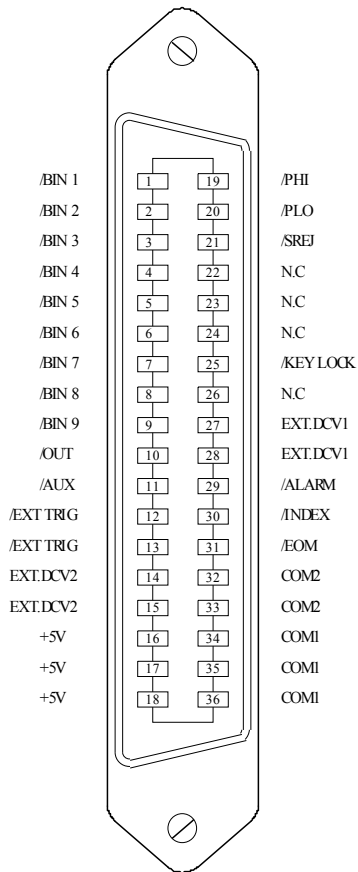 /BIN 1 1 19 /PHI
/BIN 2 2 20 /PLO
/BIN 3 3 21 /SREJ
/BIN 4 4 22 N.C
/BIN 5 5 23 N.C
/BIN 6 6 24 N.C
/BIN 7 7 25 /KEY LOCK
/BIN 8 8 26 N.C
/BIN 9 9 27 EXT.DCV1
/OUT 10 28 EXT.DCV1
/AUX 11 29 /ALARM
/EXT TRIG 12 30 /INDEX
/EXT TRIG 13 31 /EOM
EXT.DCV2 14 32 COM2
EXT.DCV2 15 33 COM2
+5V 16 34 COM1
+5V 17 35 COM1
+5V 18 36 COM1